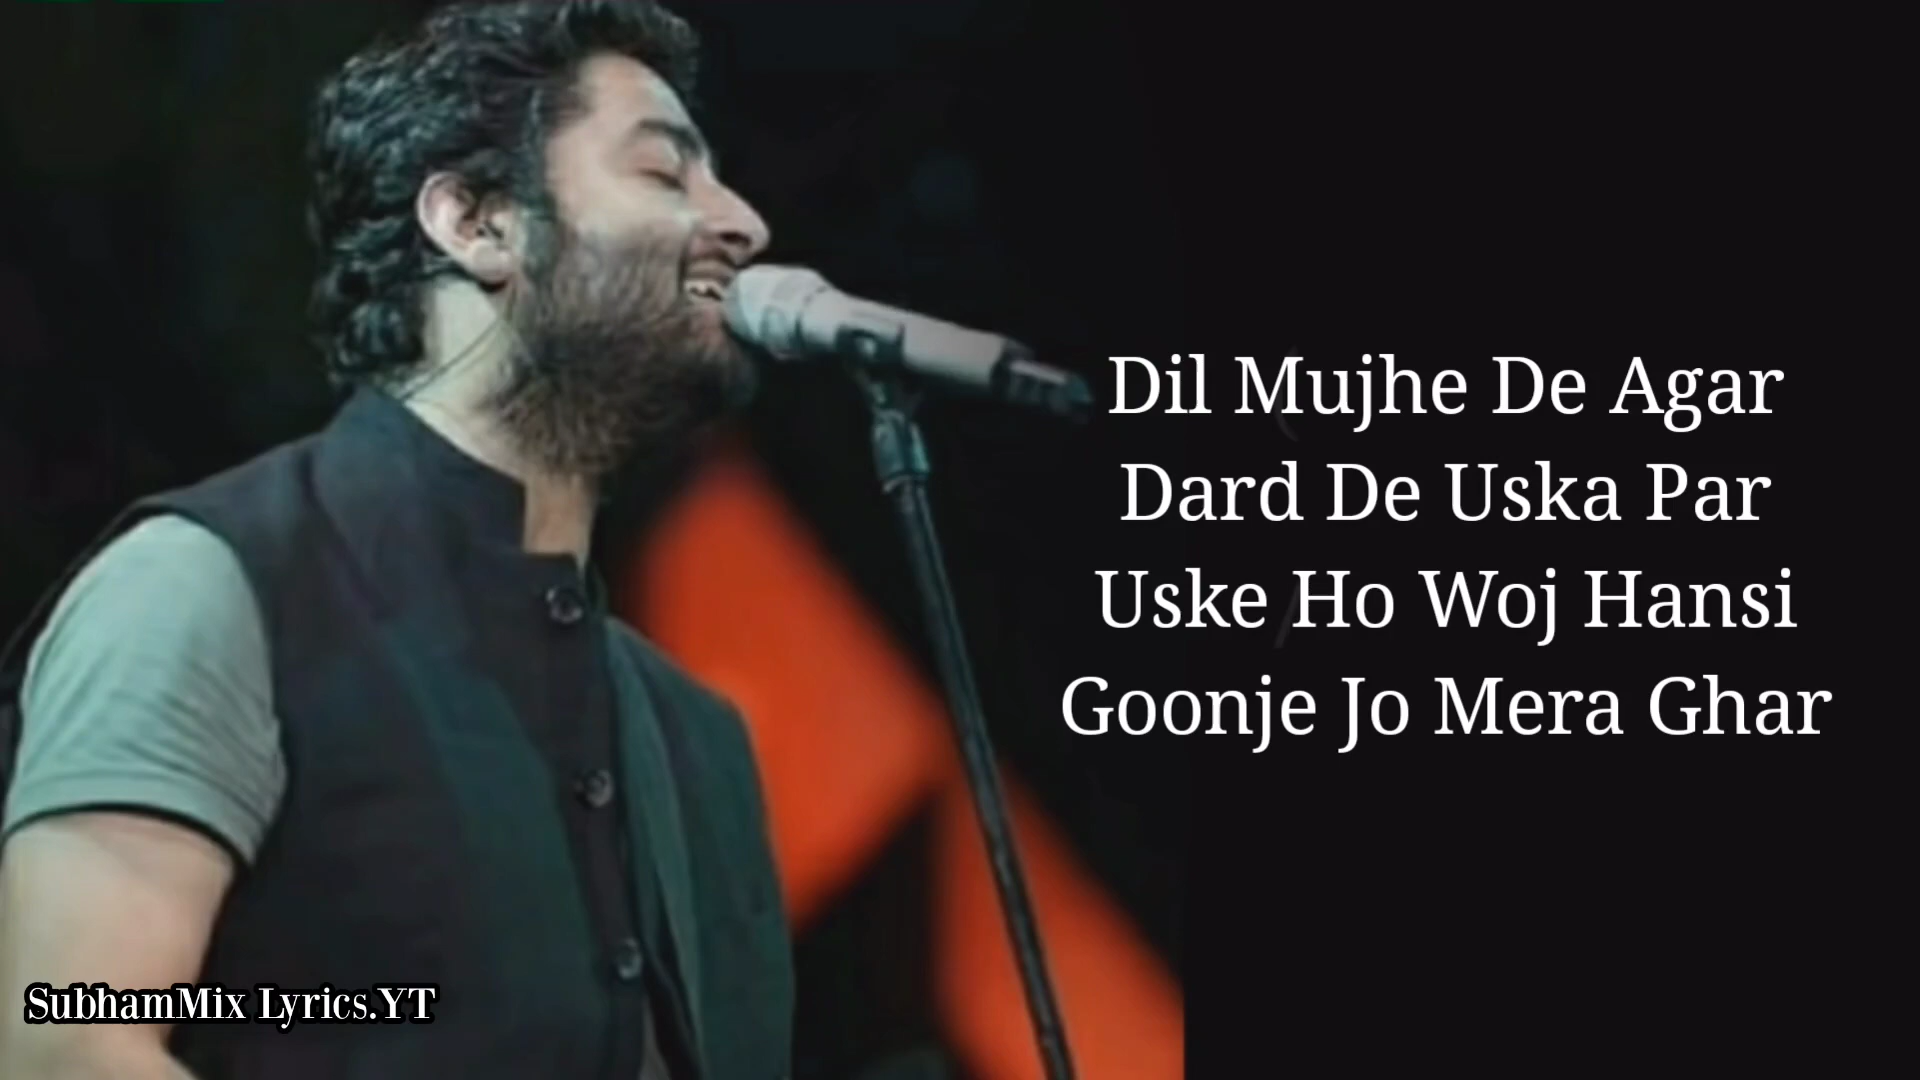 Dil Mujhe De Agar
Dard De Uska Par
Uske Ho Woj Hansi
Goonje Jo Mera Ghar
SubhamMix Lyrics.YT